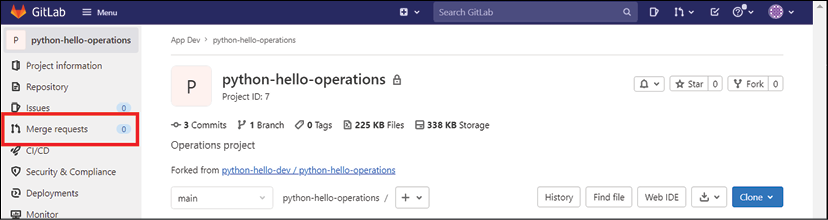 GitLab Menu Search GitLab
P python-hello-operations
Project information
Repository
Issues 0
Merge requests 0
CI/CD
Security & Compliance
Deployments
Monitor
App Dev > python-hello-operations
P
python-hello-operations
Project ID: 7
Star 0 Fork 0
3 Commits 1 Branch 0 Tags 225 KB Files 338 KB Storage
Operations project
Forked from python-hello-dev / python-hello-operations
main python-hello-operations / + History Find file Web IDE Clone